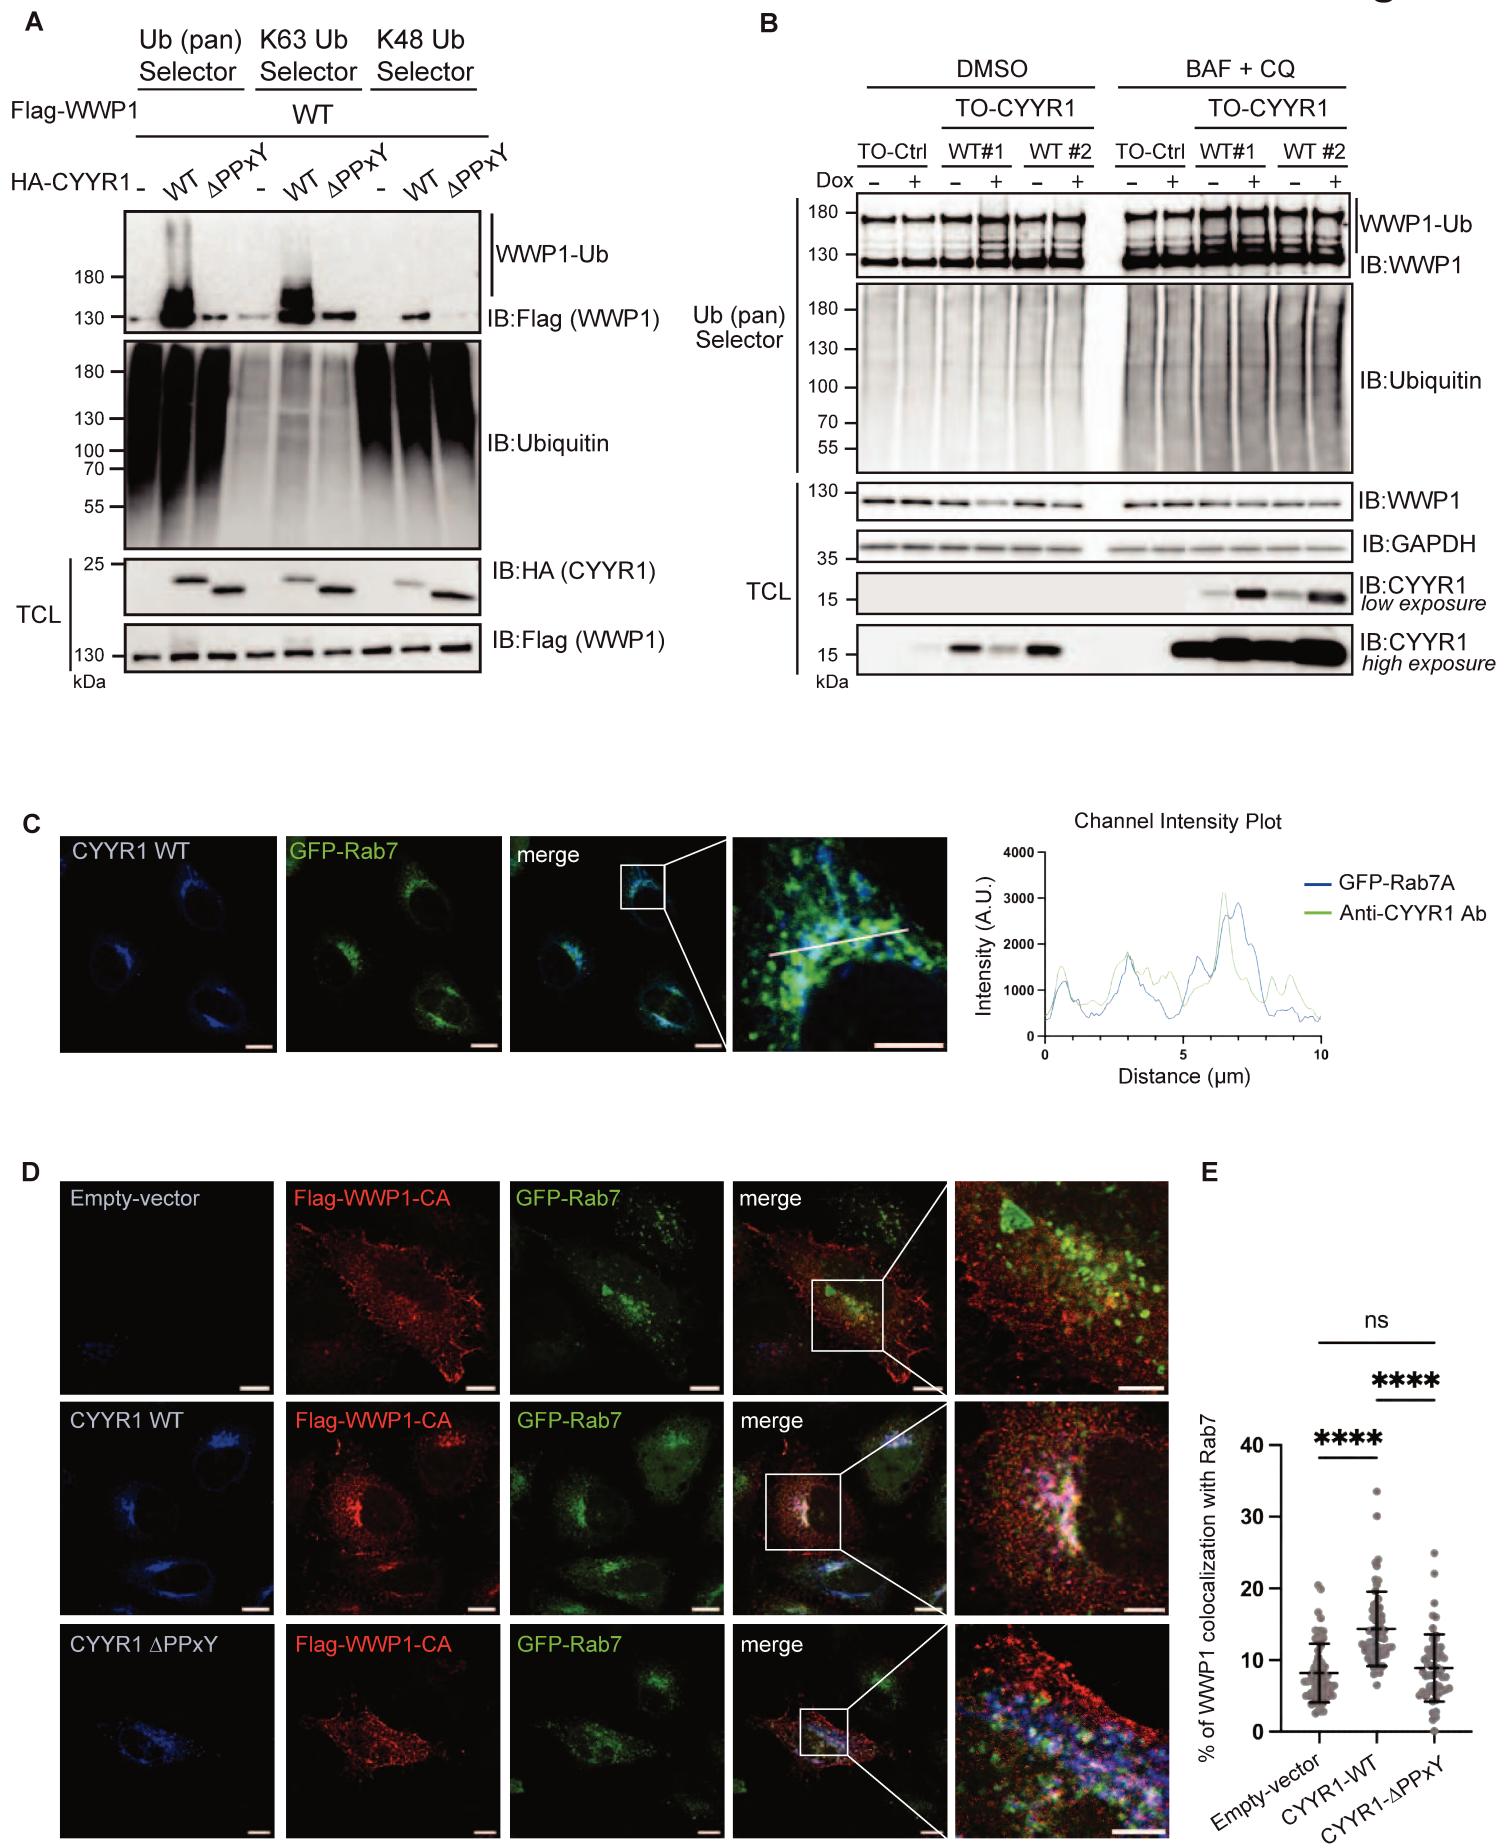 A
Ub (pan) K63 Ub K48 Ub
Selector Selector Selector
Flag-WWP1 WT
HA-CYYR1 - WT ΔPPxY - WT ΔPPxY - WT ΔPPxY
WWP1-Ub
180
130
IB:Flag (WWP1)
180
130
100
70
55
IB:Ubiquitin
25
IB:HA (CYYR1)
TCL
130
IB:Flag (WWP1)
kDa
B
DMSO BAF + CQ
TO-CYYR1 TO-CYYR1
TO-Ctrl WT#1 WT #2 TO-Ctrl WT#1 WT #2
Dox - + - + - + - + - + - +
180
130
WWP1-Ub
IB:WWP1
Ub (pan)
Selector
180
130
100
70
55
IB:Ubiquitin
130
IB:WWP1
35
IB:GAPDH
TCL
15
IB:CYYR1
low exposure
15
IB:CYYR1
high exposure
kDa
C
CYYR1 WT GFP-Rab7 merge
Channel Intensity Plot
Intensity (A.U.)
4000
3000
2000
1000
0
0 5 10
Distance (μm)
GFP-Rab7A
Anti-CYYR1 Ab
D
Empty-vector Flag-WWP1-CA GFP-Rab7 merge
CYYR1 WT Flag-WWP1-CA GFP-Rab7 merge
CYYR1 ΔPPxY Flag-WWP1-CA GFP-Rab7 merge
E
ns
****
****
% of WWP1 colocalization with Rab7
40
30
20
10
0
Empty-vector
CYYR1-WT
CYYR1-ΔPPxY